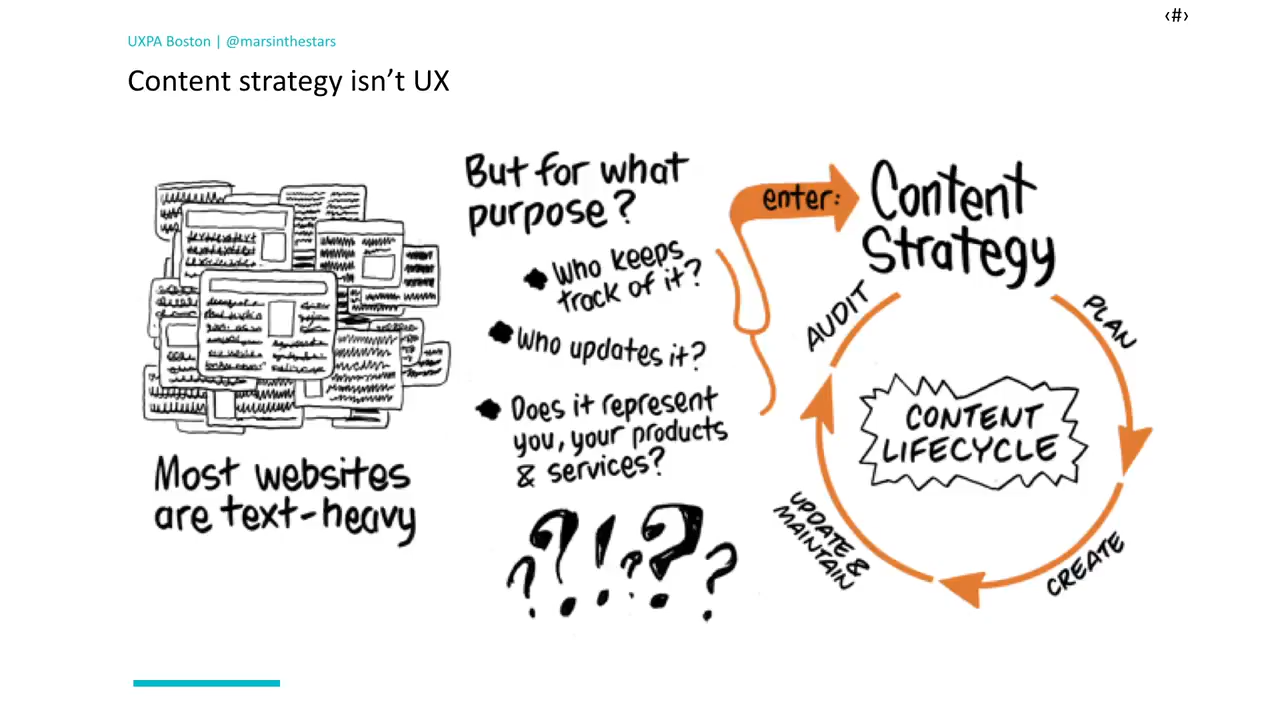 ‹#›
UXPA Boston | @marsinthestars
Content strategy isn’t UX
Most websites
are text-heavy
But for what
purpose?
Who keeps
track of it?
Who updates it?
Does it represent
you, your products
& services?
?
?
!
?
?
?
enter:
Content
Strategy
AUDIT
PLAN
CREATE
UPDATE &
MAINTAIN
CONTENT
LIFECYCLE